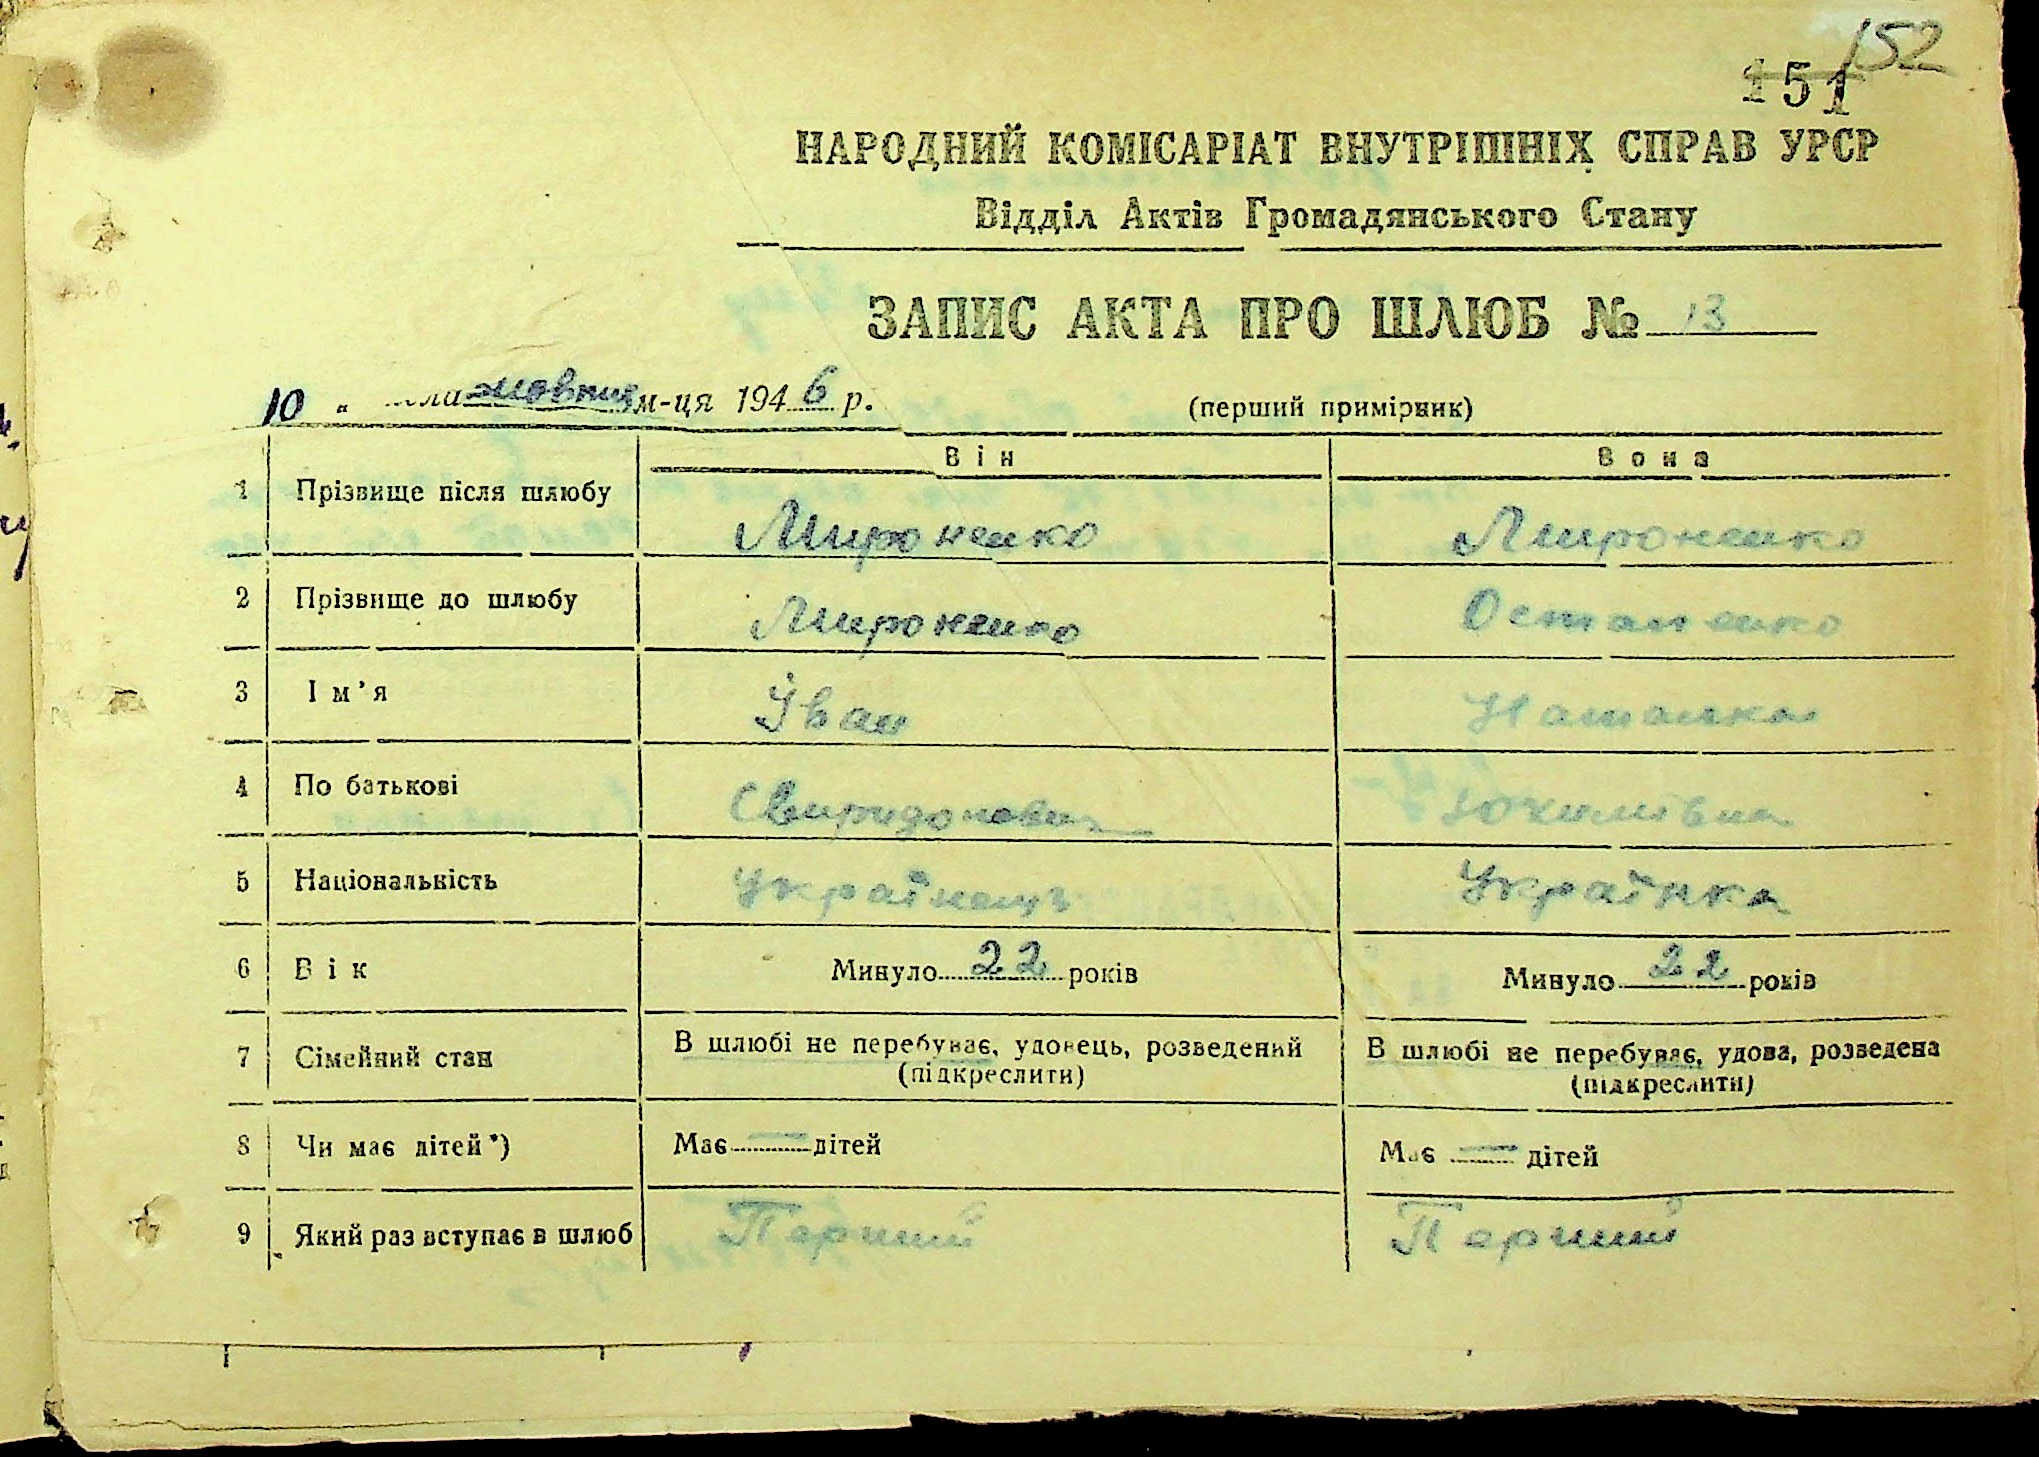 152
151
НАРОДНИЙ КОМІСАРІАТ ВНУТРІШНІХ СПРАВ УРСР
Відділ Актів Громадянського Стану
ЗАПИС АКТА ПРО ШЛЮБ № 13
10 " жовтня м-ця 1946 р. (перший примірник)
Він Вона
1 Прізвище після шлюбу Мироненко Мироненко
2 Прізвище до шлюбу Мироненко Остапенко
3 Ім'я Іван Наталка
4 По батькові Свиридонович Юхимівна
5 Національність Українець Українка
6 Вік Минуло 22 років Минуло 22 років
7 Сімейний стан В шлюбі не перебуває, удовець, розведений В шлюбі не перебуває, удова, розведена
(підкреслити) (підкреслити)
8 Чи має дітей*) Має — дітей Має — дітей
9 Який раз вступає в шлюб Перший Перший